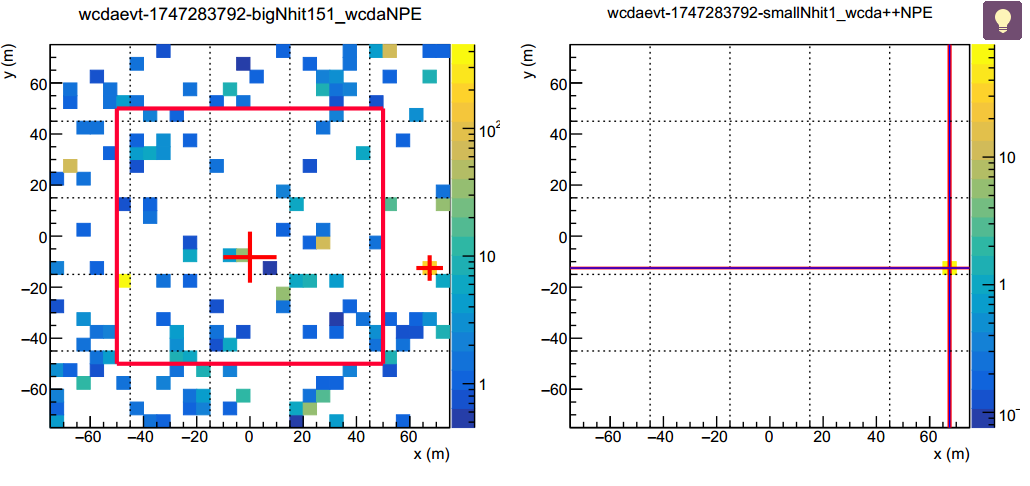 wcdaevt-1747283792-bigNhit151_wcdaNPE
y (m)
60
40
20
0
−20
−40
−60
−60 −40 −20 0 20 40 60
x (m)
10²
10
1
wcdaevt-1747283792-smallNhit1_wcda++NPE
y (m)
60
40
20
0
−20
−40
−60
−60 −40 −20 0 20 40 60
x (m)
10
1
10⁻